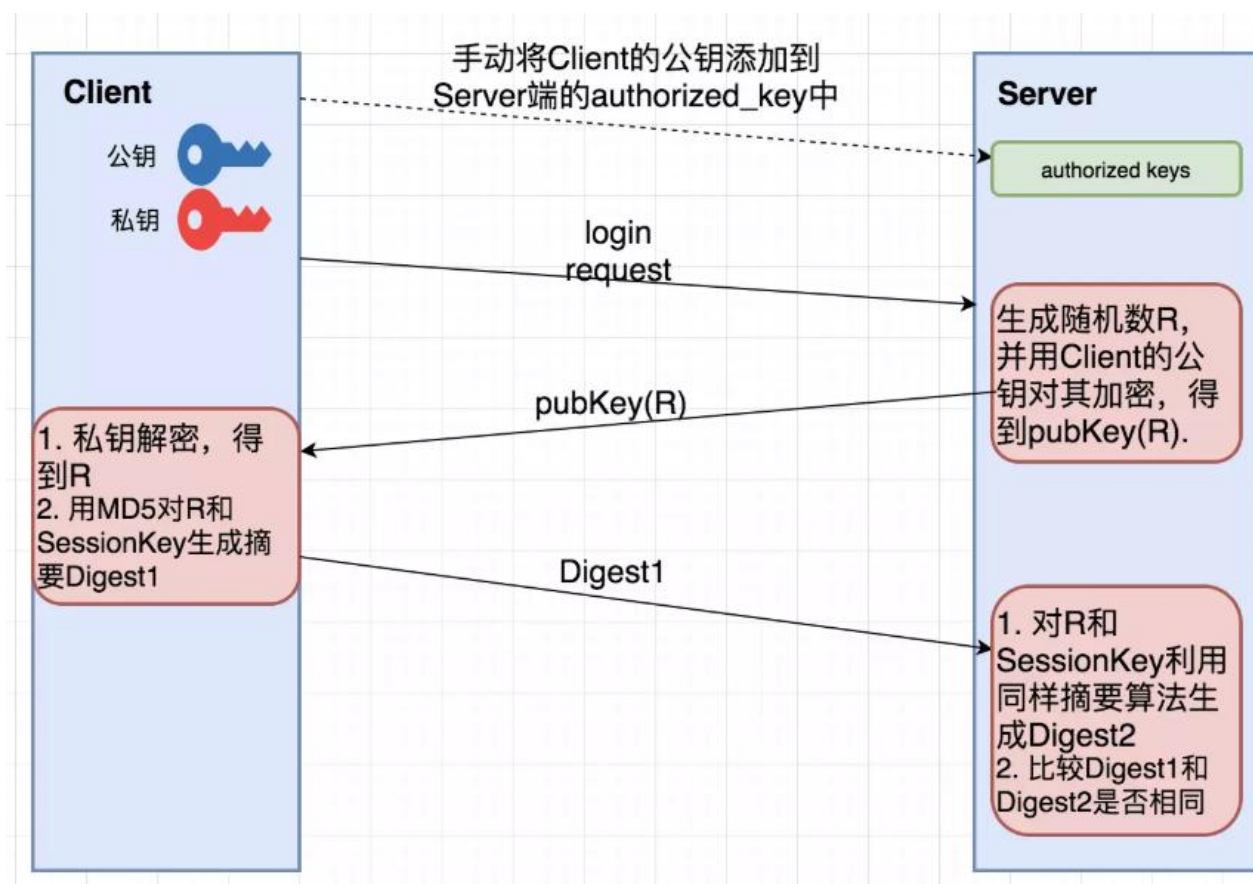 手动将Client的公钥添加到
Server端的authorized_key中
Client
Server
公钥
authorized keys
私钥
login
request
生成随机数R,
并用Client的公
钥对其加密，得
到pubKey(R).
pubKey(R)
1. 私钥解密，得
到R
2. 用MD5对R和
SessionKey生成摘
要Digest1
Digest1
1. 对R和
SessionKey利用
同样摘要算法生
成Digest2
2. 比较Digest1和
Digest2是否相同